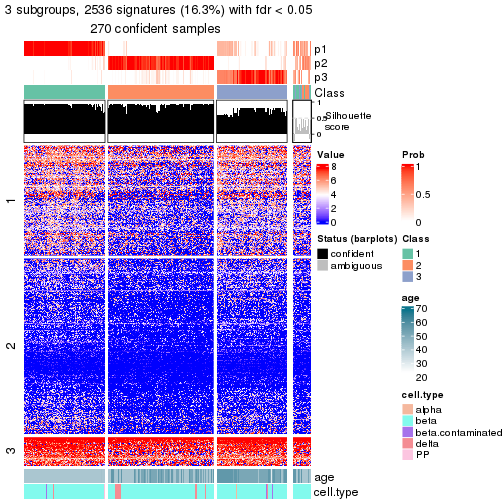 3 subgroups, 2536 signatures (16.3%) with fdr < 0.05
270 confident samples
p1
p2
p3
Class
1
0.5
0
Silhouette
score
1
2
3
age
cell.type
Value
8
6
4
2
0
Prob
1
0.5
0
Status (barplots)
confident
ambiguous
Class
1
2
3
age
70
60
50
40
30
20
cell.type
alpha
beta
beta.contaminated
delta
PP